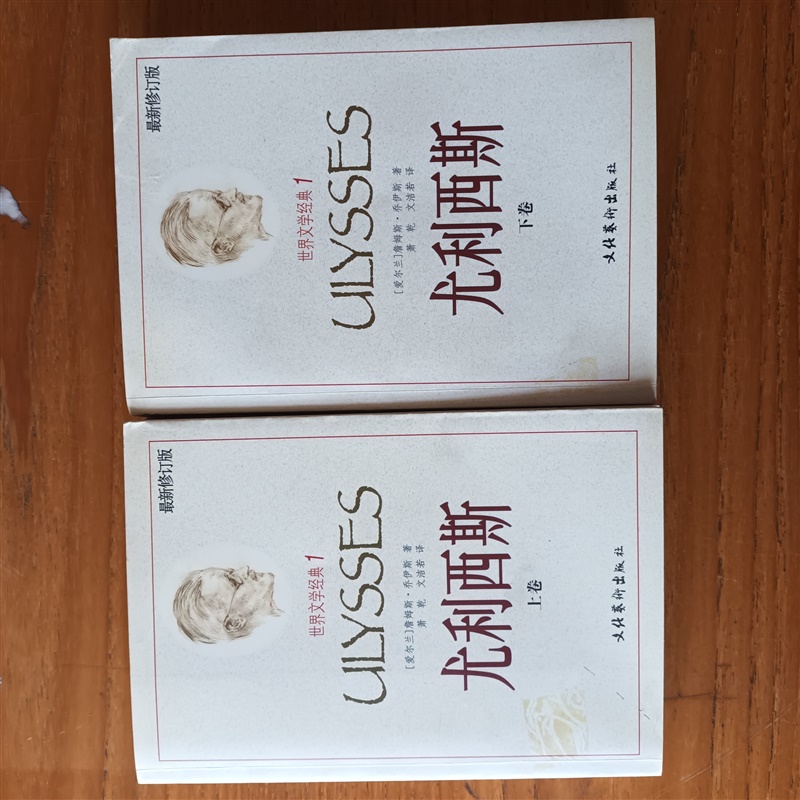 最新修订版
世界文学经典1
ULYSSES
[爱尔兰]詹姆斯·乔伊斯 著
萧 乾 文洁若 译
尤利西斯
下卷
文化艺術出版社
最新修订版
世界文学经典1
ULYSSES
[爱尔兰]詹姆斯·乔伊斯 著
萧 乾 文洁若 译
尤利西斯
上卷
文化艺術出版社